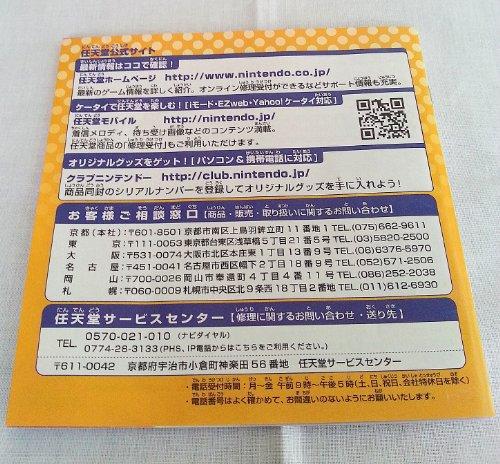 任天堂公式サイト
最新情報はココで確認！
任天堂ホームページ http://www.nintendo.co.jp/
最新のゲーム情報を詳しく紹介。オンライン修理受付ができるなどサポート情報も充実。
ケータイで任天堂を楽しむ！[iモード・EZweb・Yahoo!ケータイ対応]
任天堂モバイル http://nintendo.jp/
着信メロディ、待ち受け画像などのコンテンツ満載。
任天堂商品の「修理受付」もご利用いただけます。
オリジナルグッズをゲット！[パソコン＆携帯電話に対応]
クラブニンテンドー http://club.nintendo.jp/
商品同封のシリアルナンバーを登録してオリジナルグッズを手に入れよう！
お客様ご相談窓口 [商品・販売・取り扱いに関するお問い合わせ]
京都(本社) 〒601-8501 京都市南区上鳥羽鉾立町11番地1 TEL.(075)662-9611
東京 〒111-0053 東京都台東区浅草橋5丁目21番5号 TEL.(03)5820-2500
大阪 〒531-0074 大阪市北区本庄東1丁目13番9号 TEL.(06)6376-5970
名古屋 〒451-0041 名古屋市西区幅下2丁目18番9号 TEL.(052)571-2506
岡山 〒700-0026 岡山市奉還町4丁目4番11号 TEL.(086)252-2038
札幌 〒060-0009 札幌市中央区北9条西18丁目2番地 TEL.(011)612-6930
任天堂サービスセンター [修理に関するお問い合わせ・送り先]
TEL. 0570-021-010 (ナビダイヤル)
0774-28-3133 (PHS、IP電話からはこちらをご利用ください。)
〒611-0042 京都府宇治市小倉町神楽田56番地 任天堂サービスセンター
・電話受付時間：月～金 午前9時～午後5時(土、日、祝日、会社特休日を除く)
・電話番号はよく確かめて、お間違いのないようにお願いいたします。